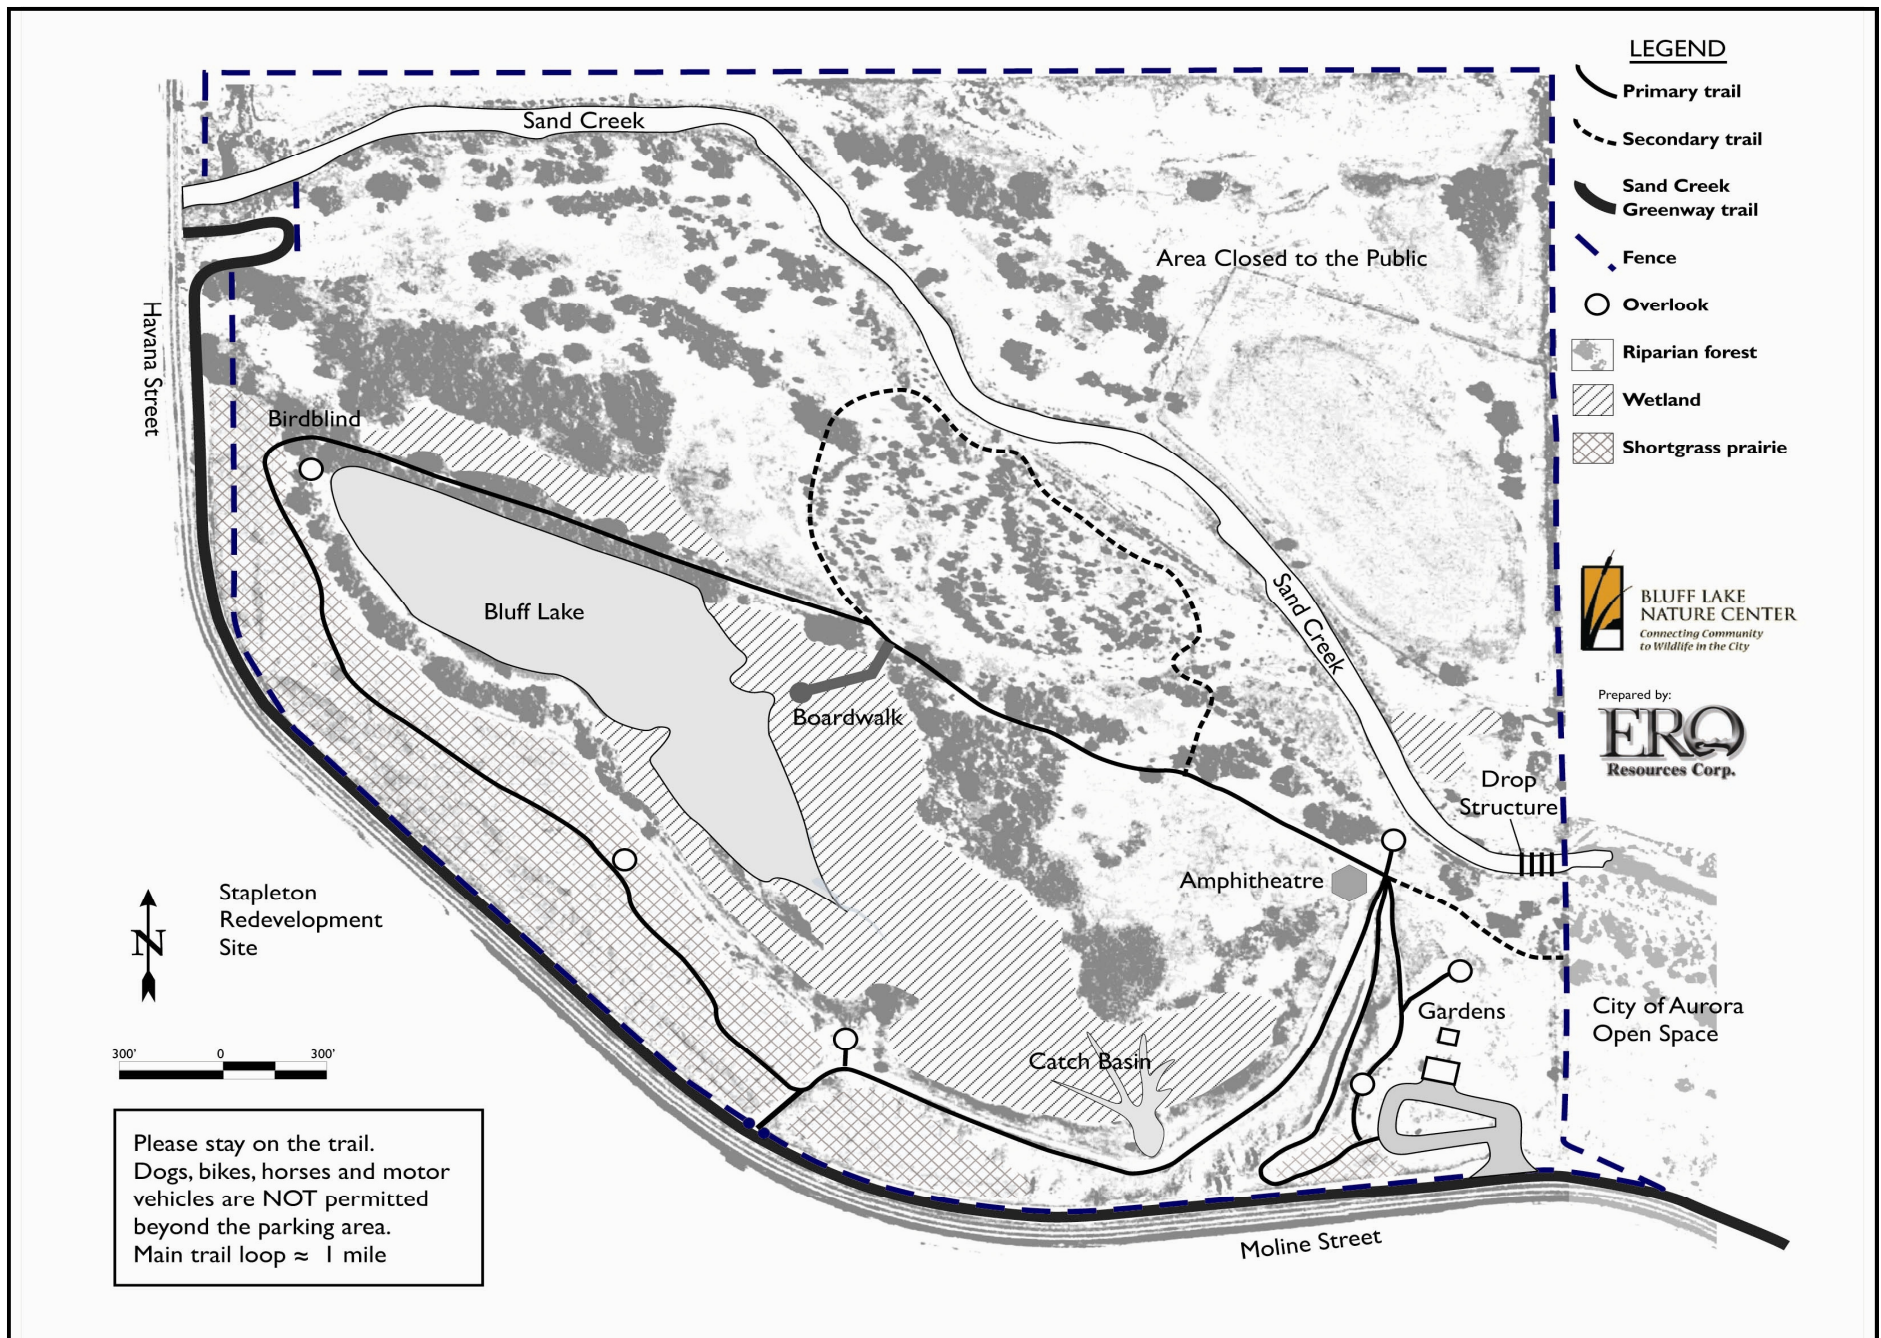 LEGEND
Primary trail
Secondary trail
Sand Creek
Greenway trail
Fence
Overlook
Riparian forest
Wetland
Shortgrass prairie
Sand Creek
Area Closed to the Public
Havana Street
Birdblind
Bluff Lake
Sand Creek
BLUFF LAKE
NATURE CENTER
Connecting Community
to Wildlife in the City
Prepared by:
ERO
Resources Corp.
Boardwalk
Drop
Structure
Amphitheatre
Stapleton
Redevelopment
Site
N
Gardens
City of Aurora
Open Space
Catch Basin
300' 0 300'
Please stay on the trail.
Dogs, bikes, horses and motor
vehicles are NOT permitted
beyond the parking area.
Main trail loop ≈ 1 mile
Moline Street